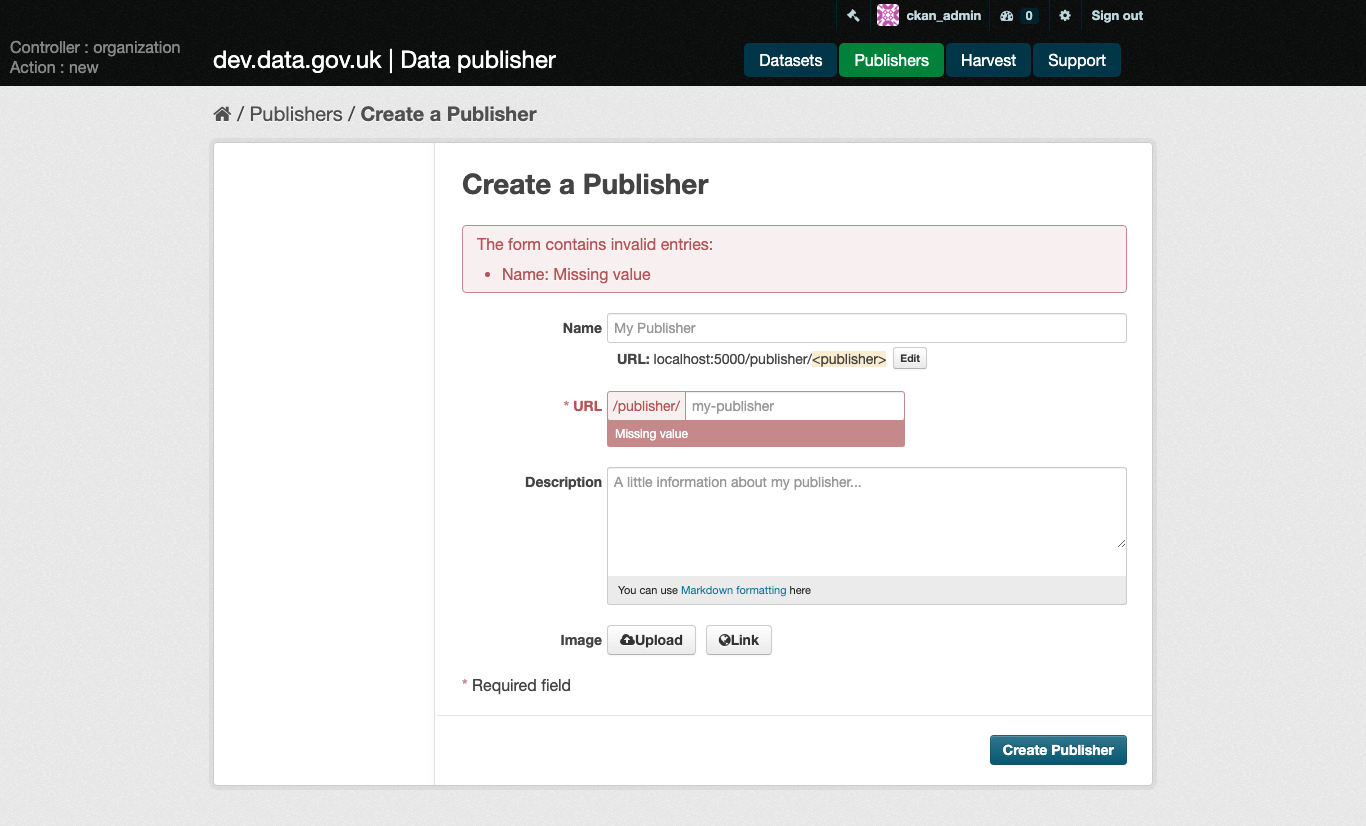 ckan_admin 0 Sign out
Controller : organization
Action : new
dev.data.gov.uk | Data publisher
Datasets Publishers Harvest Support
/ Publishers / Create a Publisher
Create a Publisher
The form contains invalid entries:
• Name: Missing value
Name My Publisher
URL: localhost:5000/publisher/<publisher> Edit
* URL /publisher/ my-publisher
Missing value
Description A little information about my publisher...
You can use Markdown formatting here
Image Upload Link
* Required field
Create Publisher